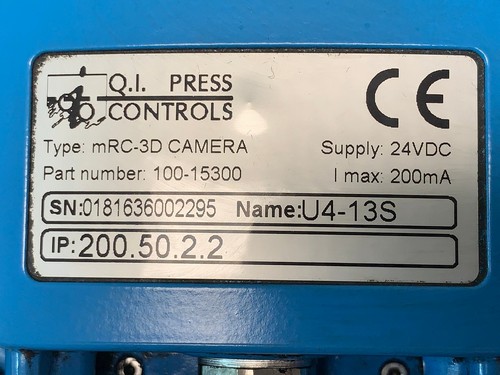 Q.I. PRESS
CONTROLS
CE
Type: mRC-3D CAMERA Supply: 24VDC
Part number: 100-15300 I max: 200mA
SN:0181636002295 Name:U4-13S
IP:200.50.2.2